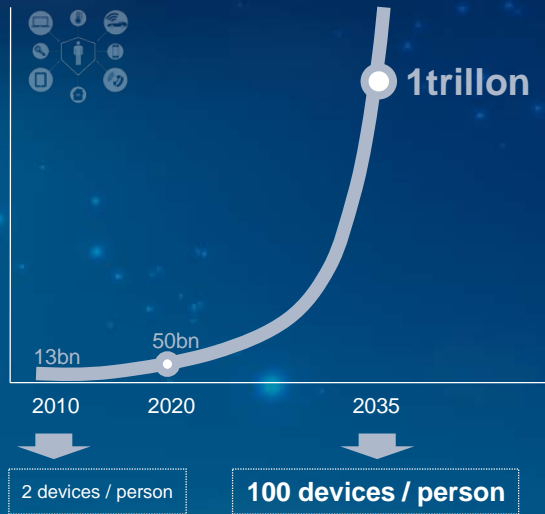 1trillon
50bn
13bn
2010 2020 2035
2 devices / person 100 devices / person